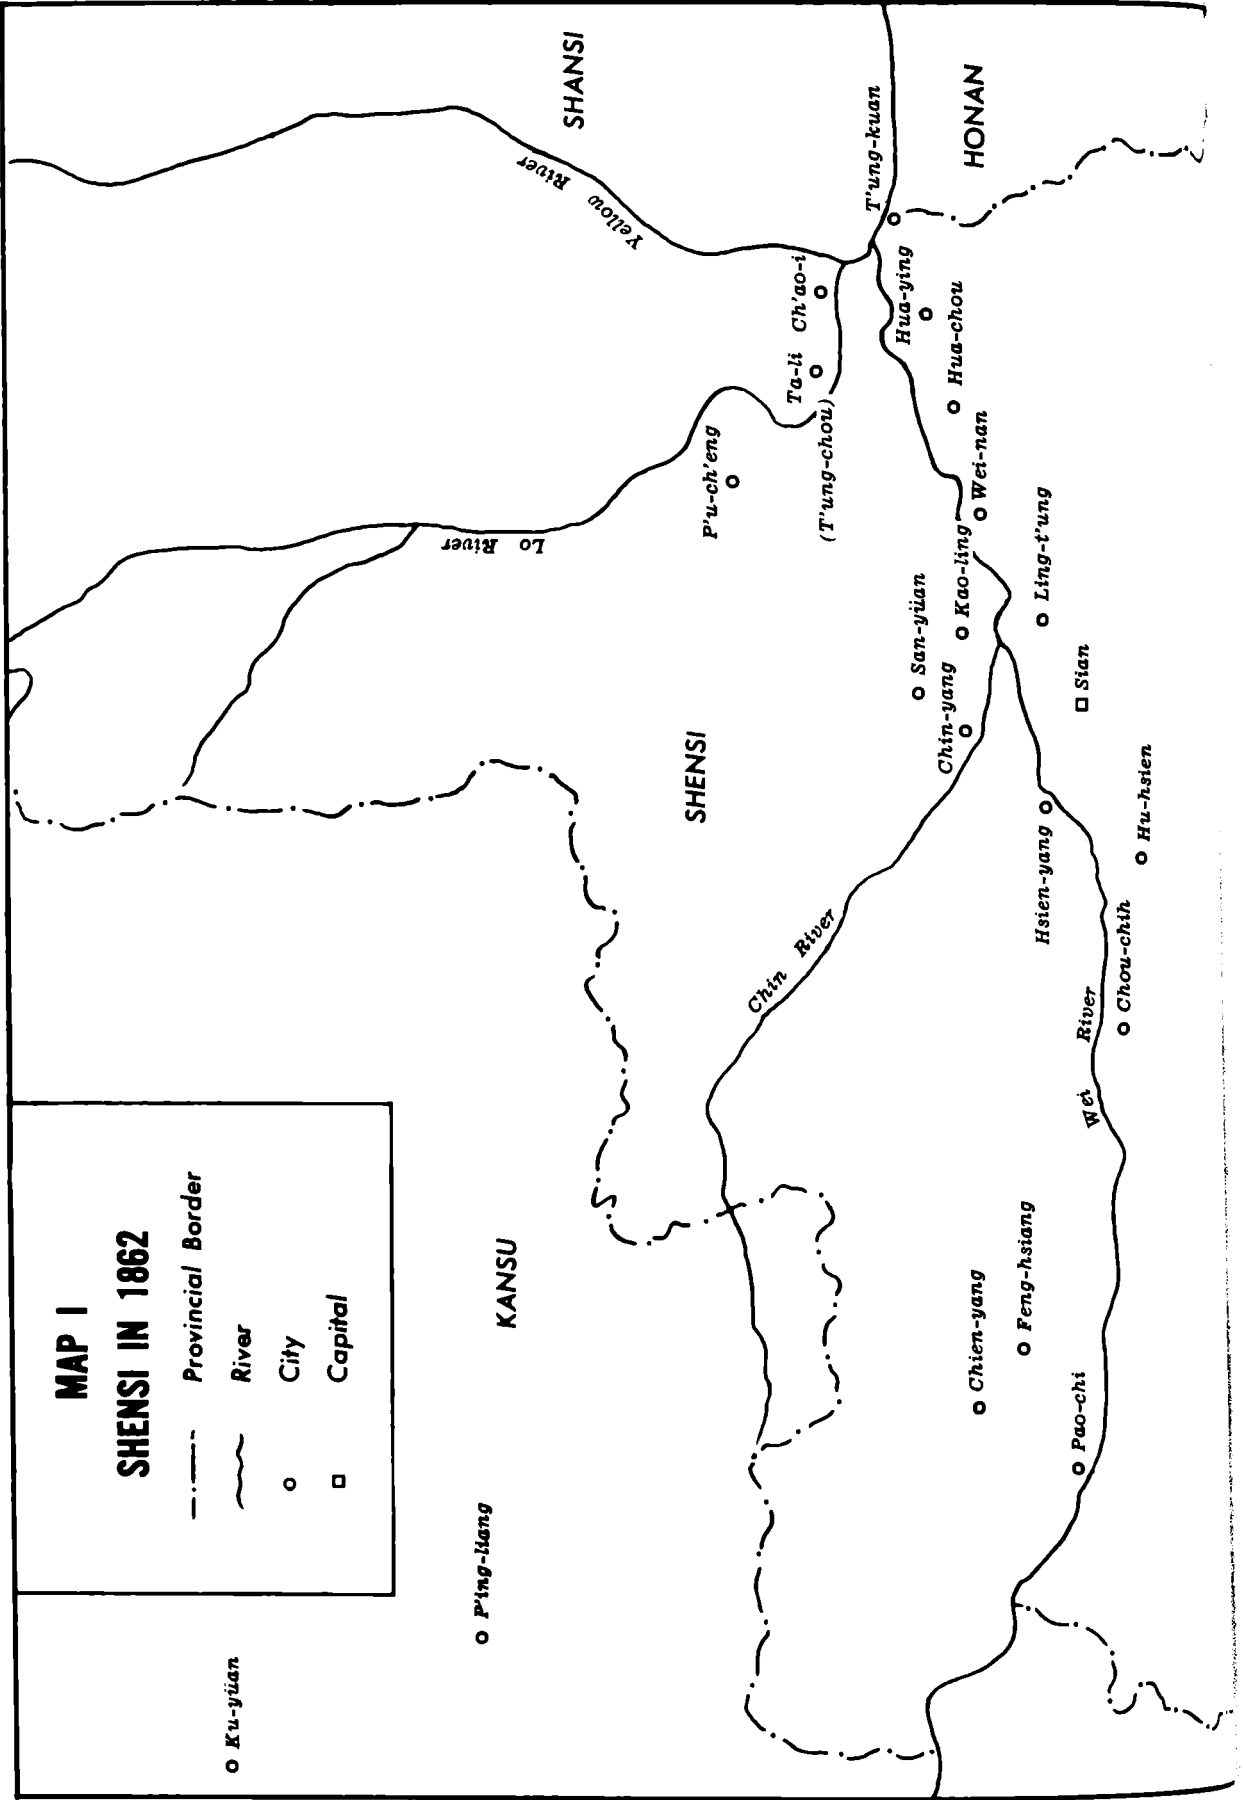 MAP I
SHENSI IN 1862
Provincial Border
River
City
Capital
SHANSI
Yellow River
T'ung-kuan
HONAN
Ch'ao-i
Hua-ying
Ta-li
(T'ung-chou)
Hua-chou
P'u-ch'eng
Wei-nan
Lo River
Kao-ling
Ling-t'ung
San-yüan
Chin-yang
Sian
SHENSI
Hsien-yang
Hu-hsien
Chin River
Chou-chih
Wei River
KANSU
Feng-hsiang
Chien-yang
Pao-chi
P'ing-liang
Ku-yüan